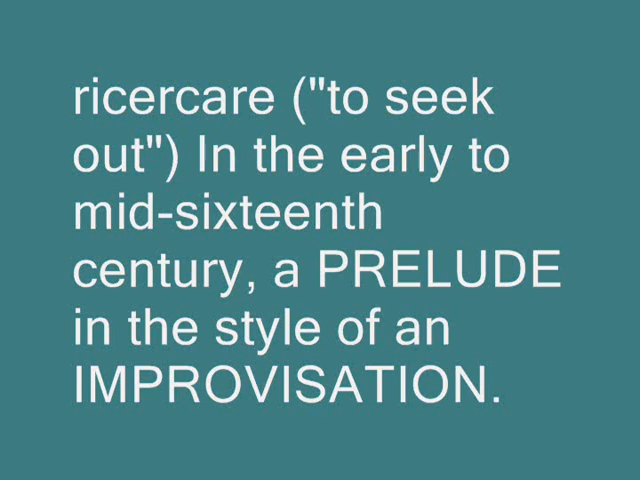 ricercare ("to seek
out") In the early to
mid-sixteenth
century, a PRELUDE
in the style of an
IMPROVISATION.